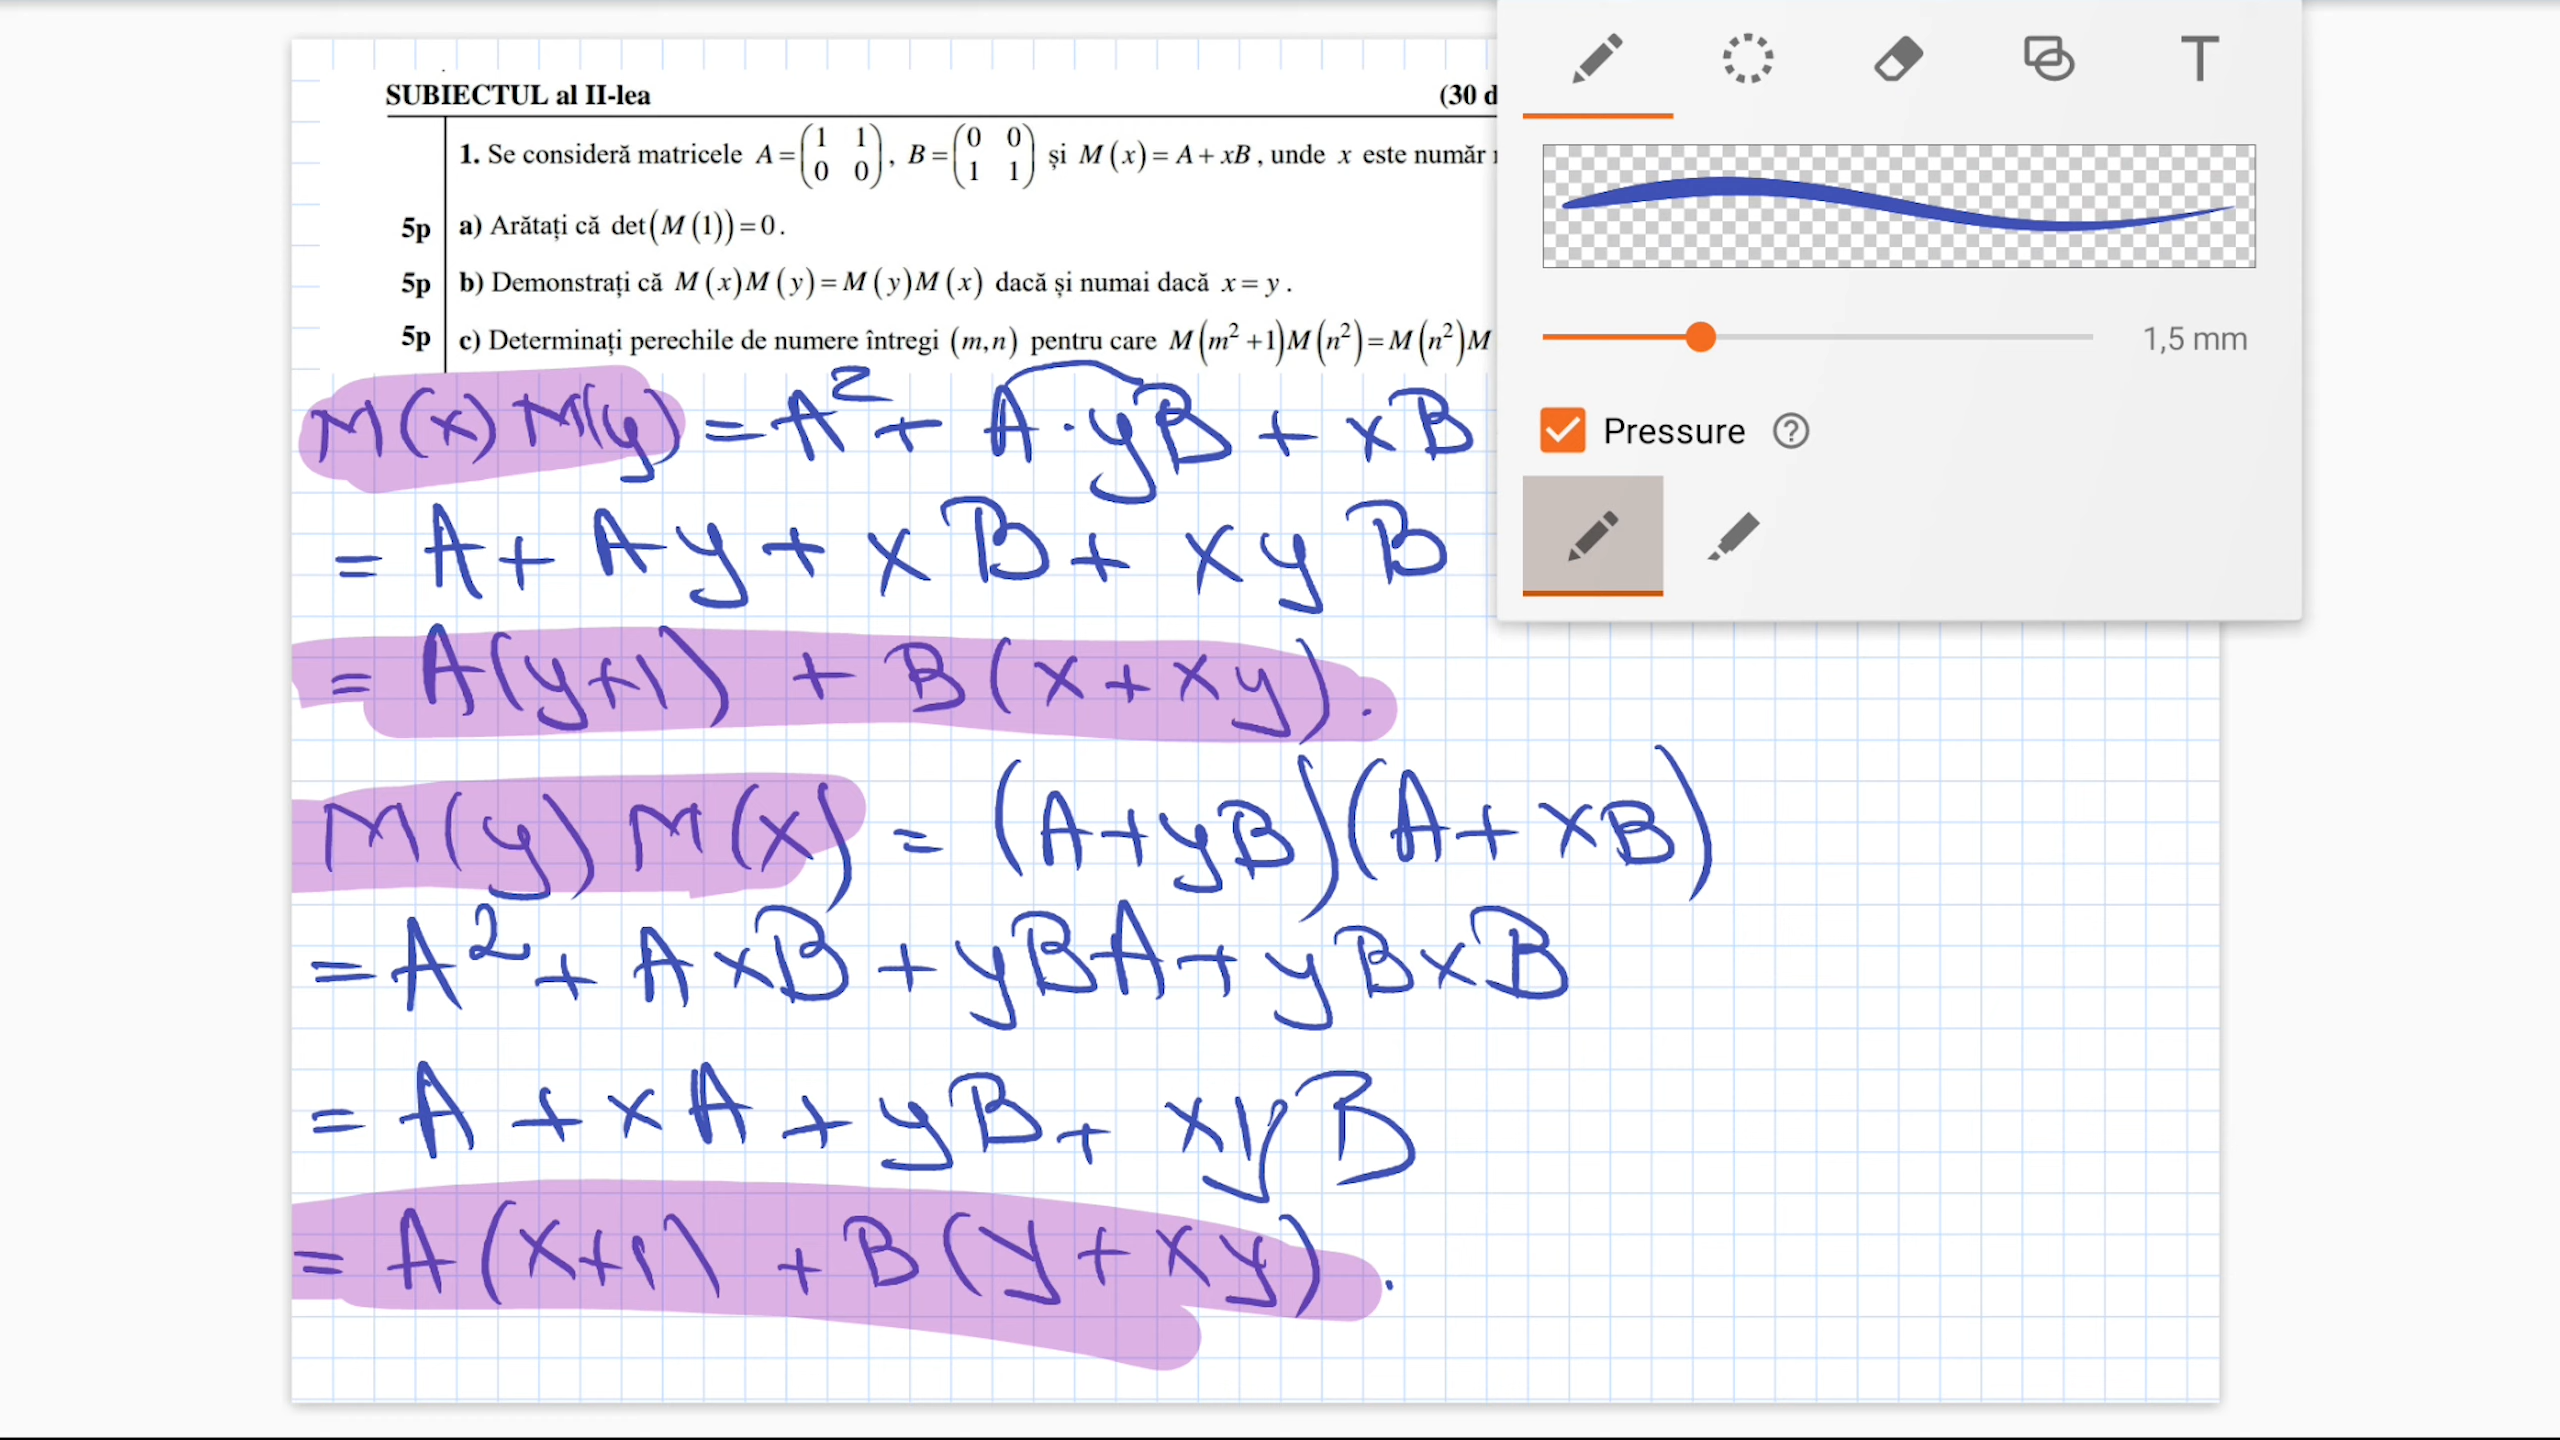 SUBIECTUL al II-lea (30 d
1. Se consideră matricele A = (1 1 0 0), B = (0 0 1 1) și M(x) = A + xB, unde x este număr
5p a) Arătați că det(M(1)) = 0.
5p b) Demonstrați că M(x)M(y) = M(y)M(x) dacă și numai dacă x = y.
5p c) Determinați perechile de numere întregi (m,n) pentru care M(m²+1)M(n²) = M(n²)M
M(x) M(y) = A² + A·yB + xB
= A + Ay + xB + xyB
= A(y+1) + B(x+xy).
M(y) M(x) = (A+yB)(A+xB)
= A² + AxB + yBA + yBxB
= A + xA + yB + xyB
= A(x+1) + B(y+xy).
T
1,5 mm
Pressure ?